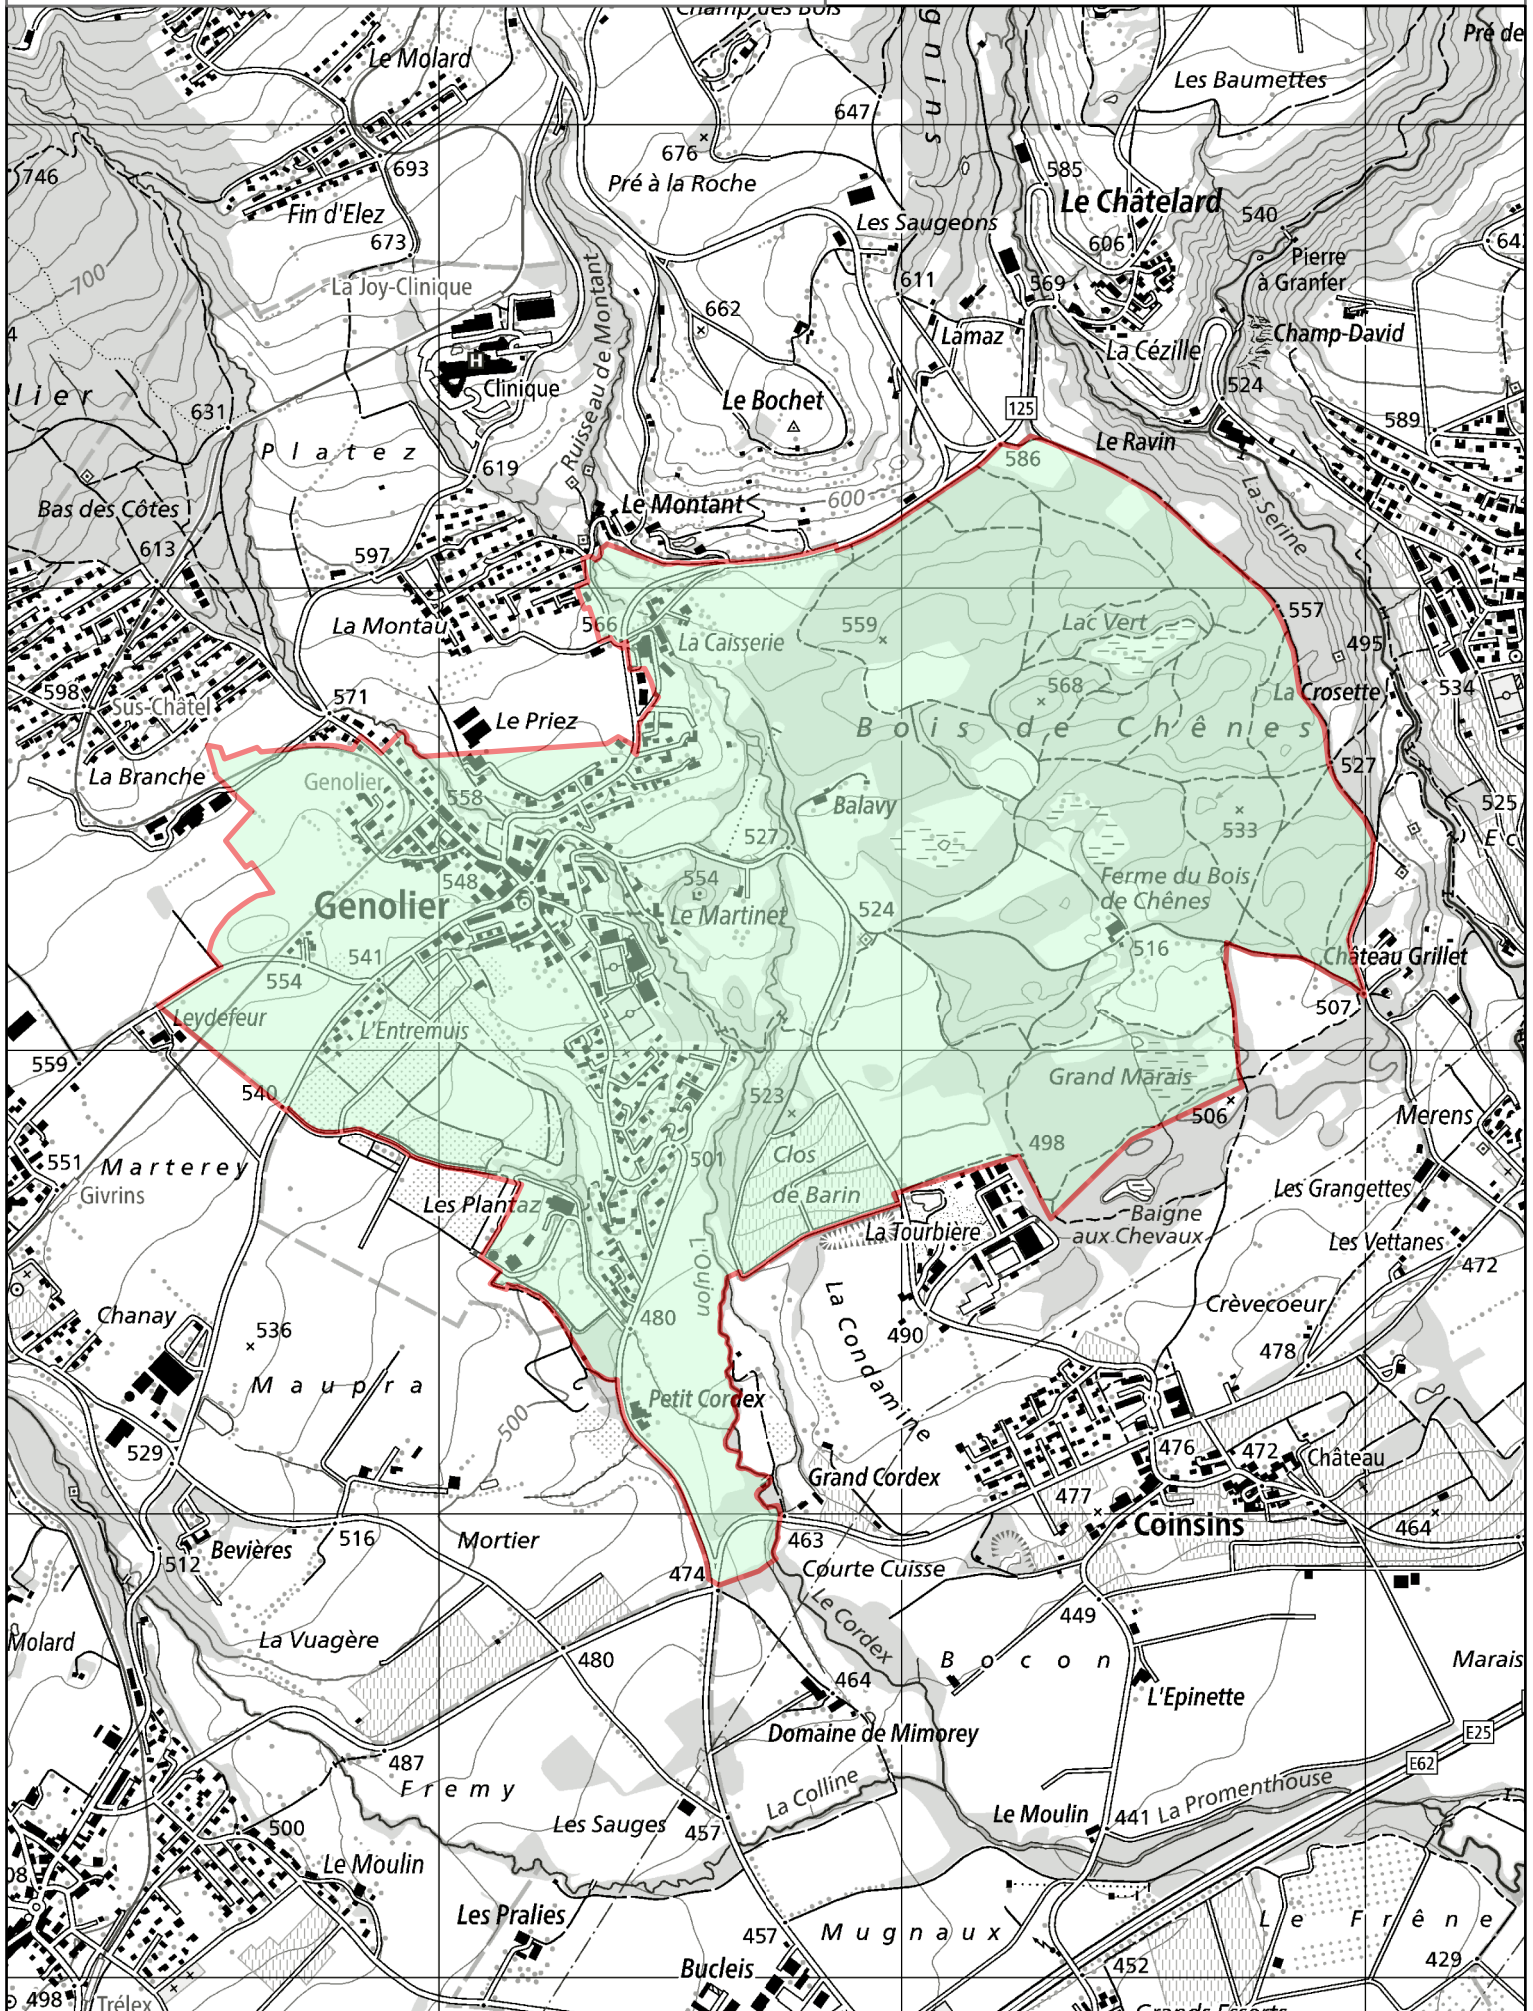 Champ des Bois
gnins
Pré de
Le Molard
Les Baumettes
647
676
585
693
Pré à la Roche
746
Le Châtelard
Fin d'Elez
540
Les Saugeons
606
673
Pierre
à Granfer
700
La Joy-Clinique
611
569
662
Champ-David
Lamaz
La Cézille
Clinique
lier
Ruisseau de Montant
Le Bochet
524
631
125
589
Platez
Le Ravin
586
619
Bas des Côtes
Le Montant
600
La Serine
613
597
557
La Montau
566
559
Lac Vert
La Caisserie
495
598
Sus-Châtel
571
568
La Crosette
534
Le Priez
Bois de Chênes
La Branche
Genolier
527
558
Balavy
525
533
527
548
554
Ferme du Bois
de Chênes
Genolier
Le Martinet
524
516
541
Château Grillet
554
507
Leydefeur
L'Entremuis
559
540
523
Grand Marais
506
Merens
498
551
Marterey
Clos
de Barin
501
Givrins
Les Grangettes
Les Plantaz
Baigne
aux Chevaux
La Tourbière
Les Vettanes
472
L'Oujon
La Condamine
Crèvecoeur
Chanay
480
490
536
478
Maupra
Petit Cordex
500
529
476
472
Château
Grand Cordex
477
Coinsins
516
Mortier
463
464
Bevières
512
Courte Cuisse
474
449
Le Cordex
Molard
La Vuagère
480
Bocon
Marais
464
L'Epinette
Domaine de Mimorey
E25
487
E62
Fremy
La Colline
La Promenthouse
Le Moulin
441
Les Sauges
457
500
Le Moulin
Les Pralies
457
Mugnaux
Le Frêne
Bucleis
452
429
498
Trélex
Grands Esserts